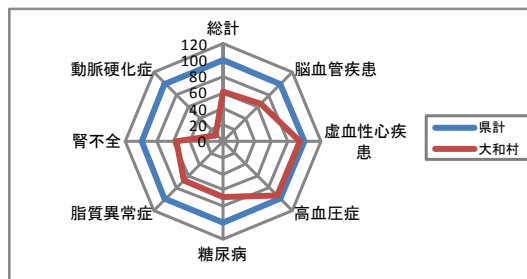 総計
120
100
80
60
40
20
0
脳血管疾患
虚血性心疾
患
高血圧症
糖尿病
脂質異常症
腎不全
動脈硬化症
県計
大和村